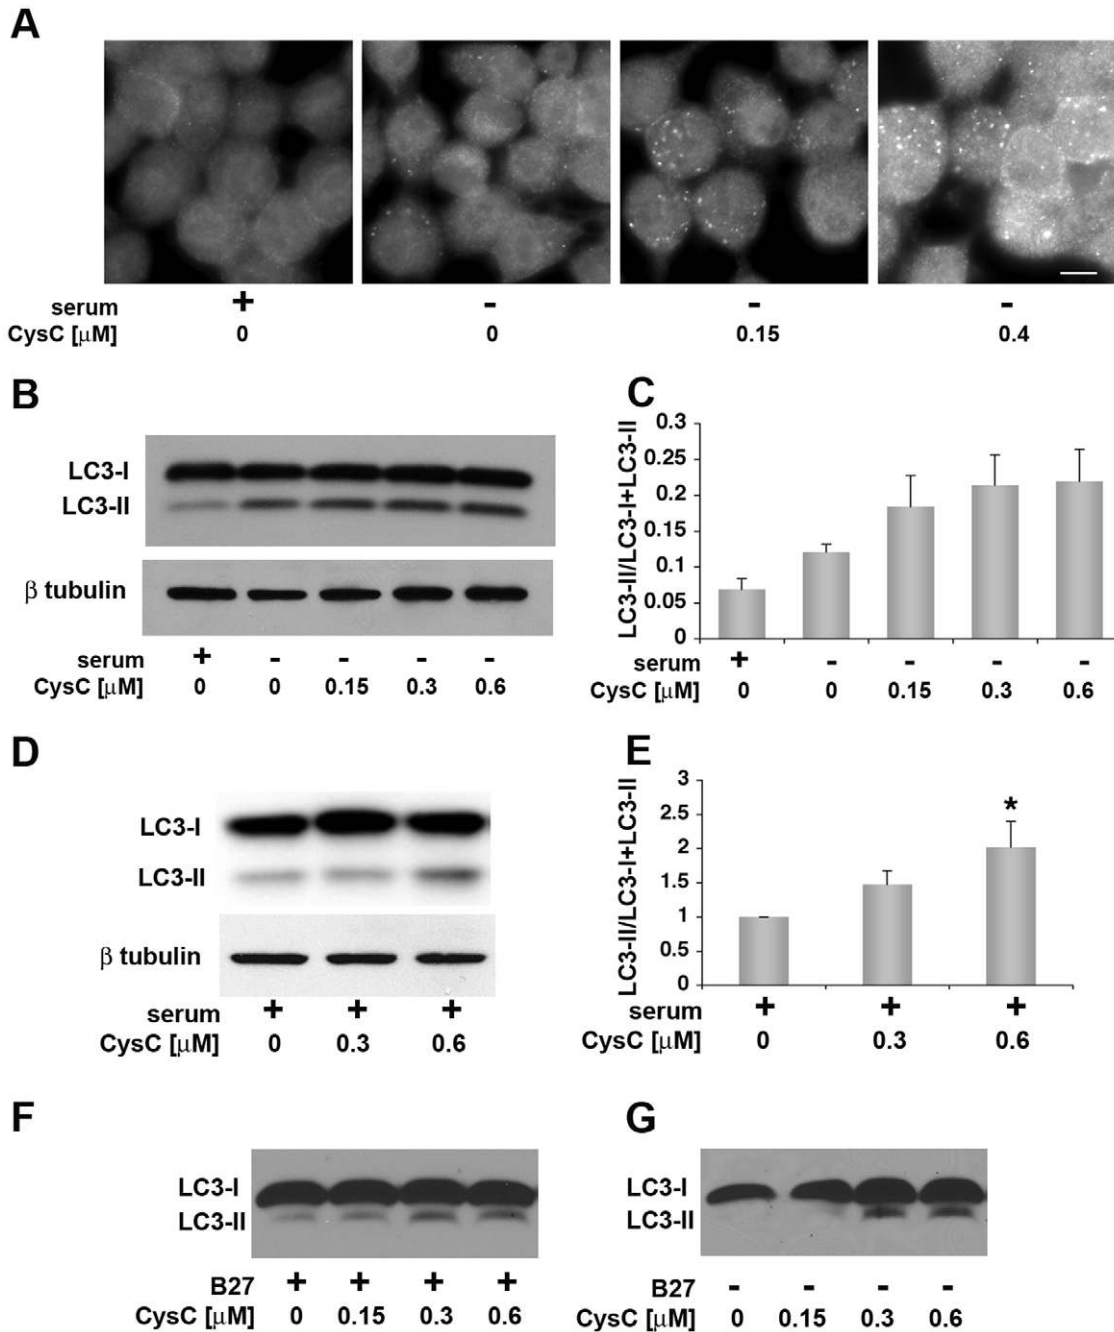 A
serum + - - -
CysC [μM] 0 0 0.15 0.4
B
LC3-I
LC3-II
β tubulin
serum + - - - -
CysC [μM] 0 0 0.15 0.3 0.6
C
LC3-II/LC3-I+LC3-II
0.3
0.25
0.2
0.15
0.1
0.05
0
serum + - - - -
CysC [μM] 0 0 0.15 0.3 0.6
D
LC3-I
LC3-II
β tubulin
serum + + +
CysC [μM] 0 0.3 0.6
E
LC3-II/LC3-I+LC3-II
3
2.5
2
1.5
1
0.5
0
*
serum + + +
CysC [μM] 0 0.3 0.6
F
LC3-I
LC3-II
B27 + + + +
CysC [μM] 0 0.15 0.3 0.6
G
LC3-I
LC3-II
B27 - - - -
CysC [μM] 0 0.15 0.3 0.6